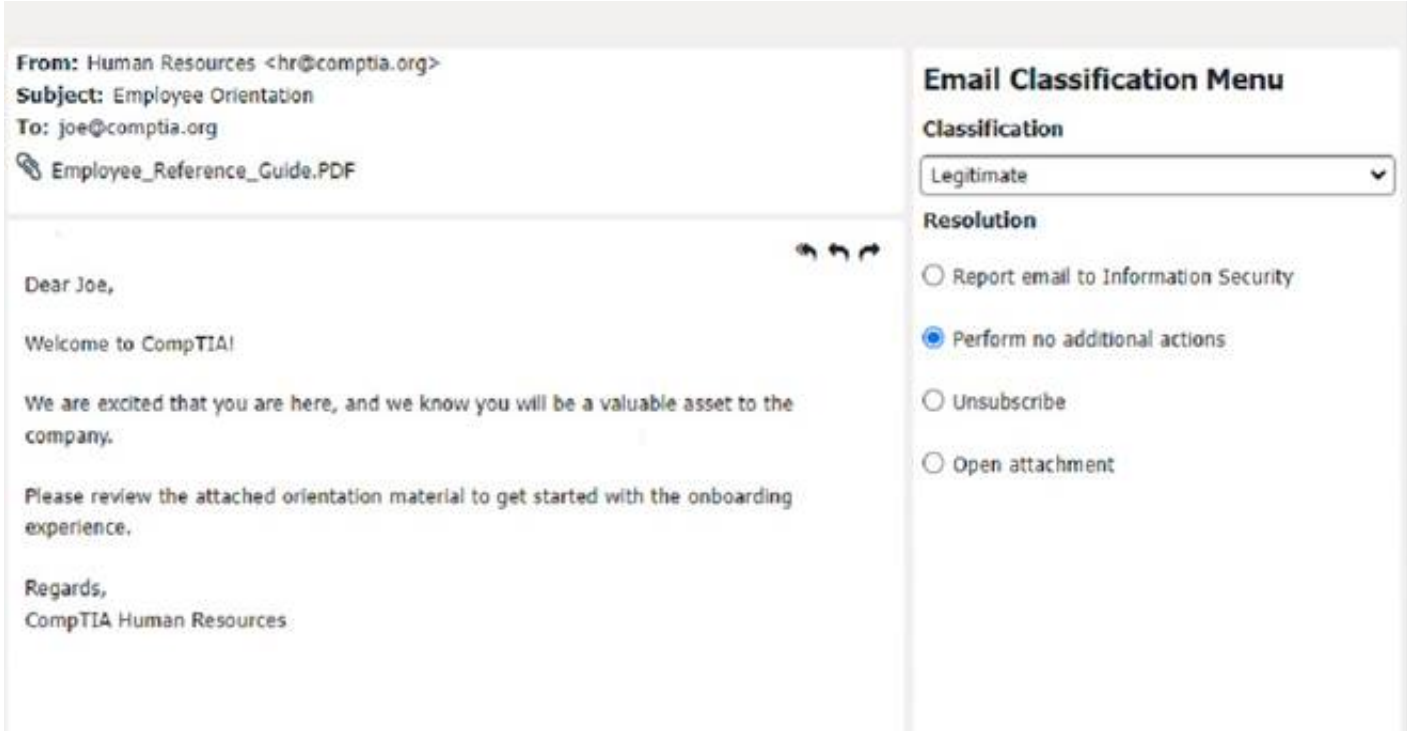 From: Human Resources <hr@comptia.org>
Subject: Employee Orientation
To: joe@comptia.org
Employee_Reference_Guide.PDF
Dear Joe,
Welcome to CompTIA!
We are excited that you are here, and we know you will be a valuable asset to the
company.
Please review the attached orientation material to get started with the onboarding
experience.
Regards,
CompTIA Human Resources
Email Classification Menu
Classification
Legitimate
Resolution
Report email to Information Security
Perform no additional actions
Unsubscribe
Open attachment